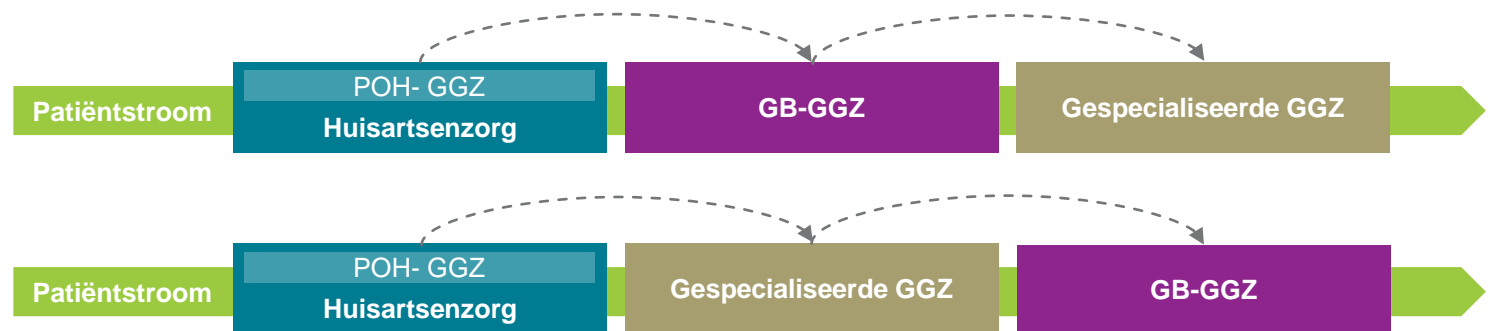 POH- GGZ
Patiëntstroom
Huisartsenzorg
GB-GGZ
Gespecialiseerde GGZ
POH- GGZ
Patiëntstroom
Huisartsenzorg
Gespecialiseerde GGZ
GB-GGZ